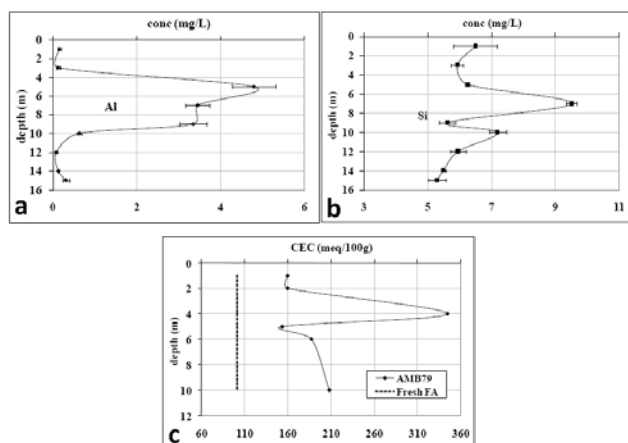 conc (mg/L)
depth (m)
0
2
4
6
8
10
12
14
16
Al
0 2 4 6
a
conc (mg/L)
depth (m)
0
2
4
6
8
10
12
14
16
Si
3 5 7 9 11
b
CEC (meq/100g)
depth (m)
0
2
4
6
8
10
12
AMB79
Fresh FA
60 110 160 210 260 310 360
c